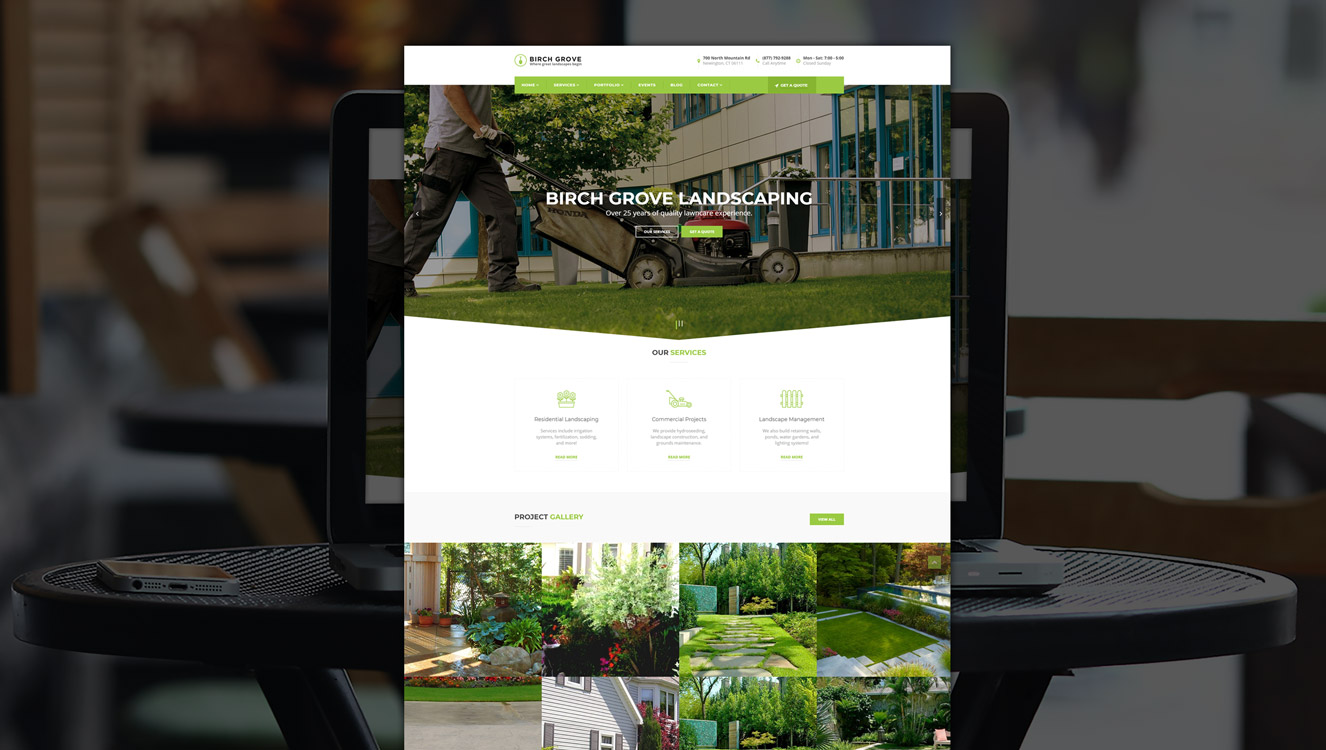 BIRCH GROVE
Where great landscapes begin
700 North Mountain Rd
Newington, CT 06111
(877) 792-9288
Call Anytime
Mon - Sat: 7:00 - 5:00
Closed Sunday
HOME
SERVICES
PORTFOLIO
EVENTS
BLOG
CONTACT
GET A QUOTE
HONDA
BIRCH GROVE LANDSCAPING
Over 25 years of quality lawncare experience.
OUR SERVICES
GET A QUOTE
OUR SERVICES
Residential Landscaping
Services include irrigation
systems, fertilization, sodding,
and more!
READ MORE
Commercial Projects
We provide hydroseeding,
landscape construction, and
grounds maintenance.
READ MORE
Landscape Management
We also build retaining walls,
ponds, water gardens, and
lighting systems!
READ MORE
PROJECT GALLERY
VIEW ALL